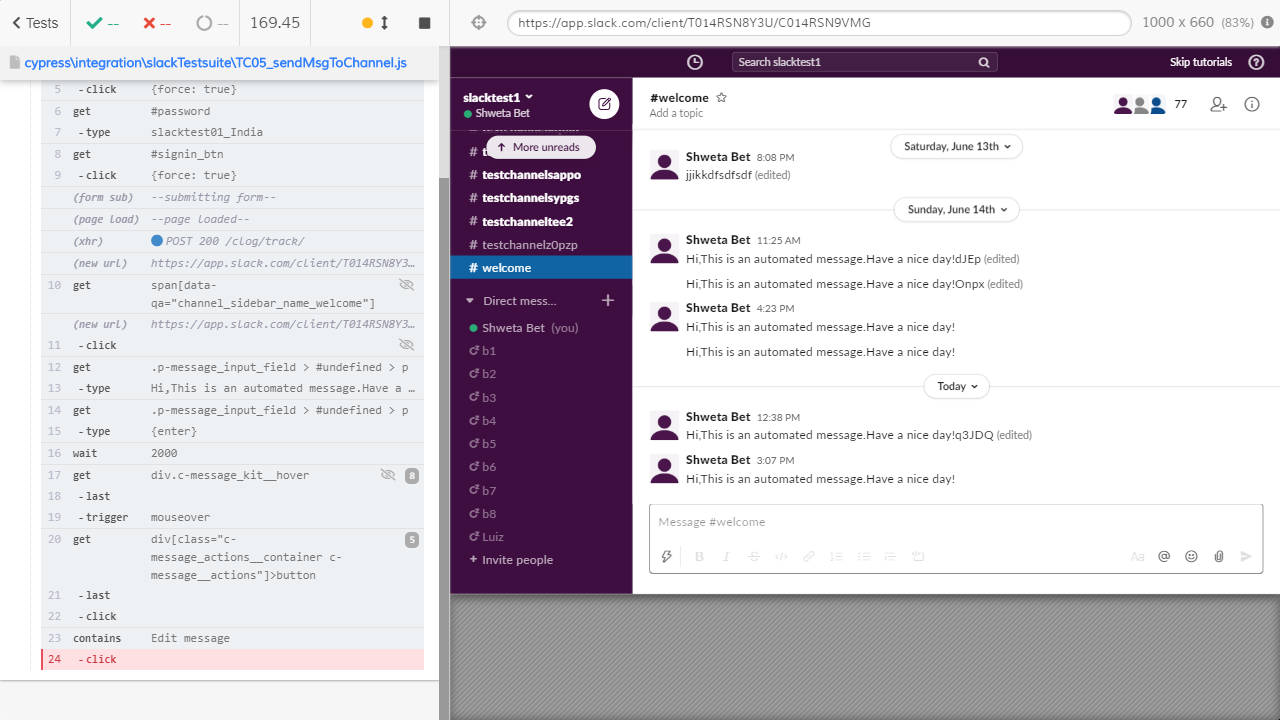 Tests
--
--
--
169.45
https://app.slack.com/client/T014RSN8Y3U/C014RSN9VMG
1000 x 660 (83%)
cypress\integration\slackTestsuite\TC05_sendMsgToChannel.js
5 -click {force: true}
6 get #password
7 -type slacktest01_India
8 get #signin_btn
9 -click {force: true}
(form sub) --submitting form--
(page load) --page loaded--
(xhr) POST 200 /clog/track/
(new url) https://app.slack.com/client/T014RSN8Y3…
10 get span[data-
qa="channel_sidebar_name_welcome"]
(new url) https://app.slack.com/client/T014RSN8Y3…
11 -click
12 get .p-message_input_field > #undefined > p
13 -type Hi,This is an automated message.Have a …
14 get .p-message_input_field > #undefined > p
15 -type {enter}
16 wait 2000
17 get div.c-message_kit__hover 8
18 -last
19 -trigger mouseover
20 get div[class="c- 5
message_actions__container c-
message__actions"]>button
21 -last
22 -click
23 contains Edit message
24 -click
Search slacktest1
Skip tutorials
slacktest1
Shweta Bet
More unreads
# testchannelsappo
# testchannelsypgs
# testchannelteе2
# testchannelz0pzp
# welcome
Direct mess...
Shweta Bet (you)
b1
b2
b3
b4
b5
b6
b7
b8
Luiz
+ Invite people
#welcome
Add a topic
77
Saturday, June 13th
Shweta Bet 8:08 PM
jjikkdfsdfsdf (edited)
Sunday, June 14th
Shweta Bet 11:25 AM
Hi,This is an automated message.Have a nice day!dJEp (edited)
Hi,This is an automated message.Have a nice day!Onpx (edited)
Shweta Bet 4:23 PM
Hi,This is an automated message.Have a nice day!
Hi,This is an automated message.Have a nice day!
Today
Shweta Bet 12:38 PM
Hi,This is an automated message.Have a nice day!q3JDQ (edited)
Shweta Bet 3:07 PM
Hi,This is an automated message.Have a nice day!
Message #welcome
B I S </> Aa @